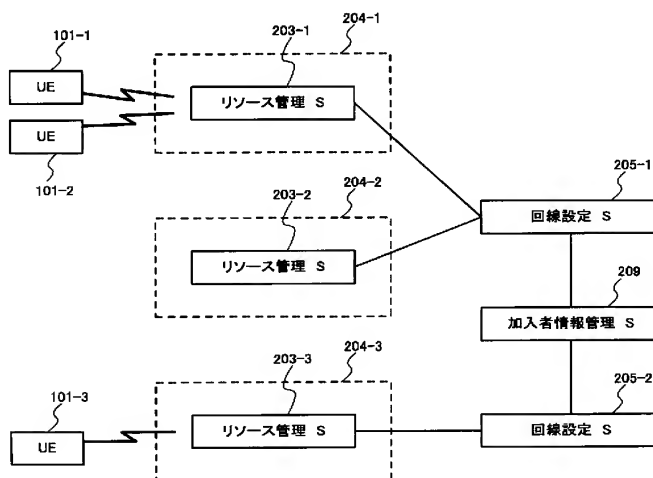 204-1
203-1
101-1
UE
リソース管理 S
UE
101-2
204-2
203-2
205-1
回線設定 S
リソース管理 S
209
加入者情報管理 S
204-3
203-3
205-2
101-3
リソース管理 S
回線設定 S
UE